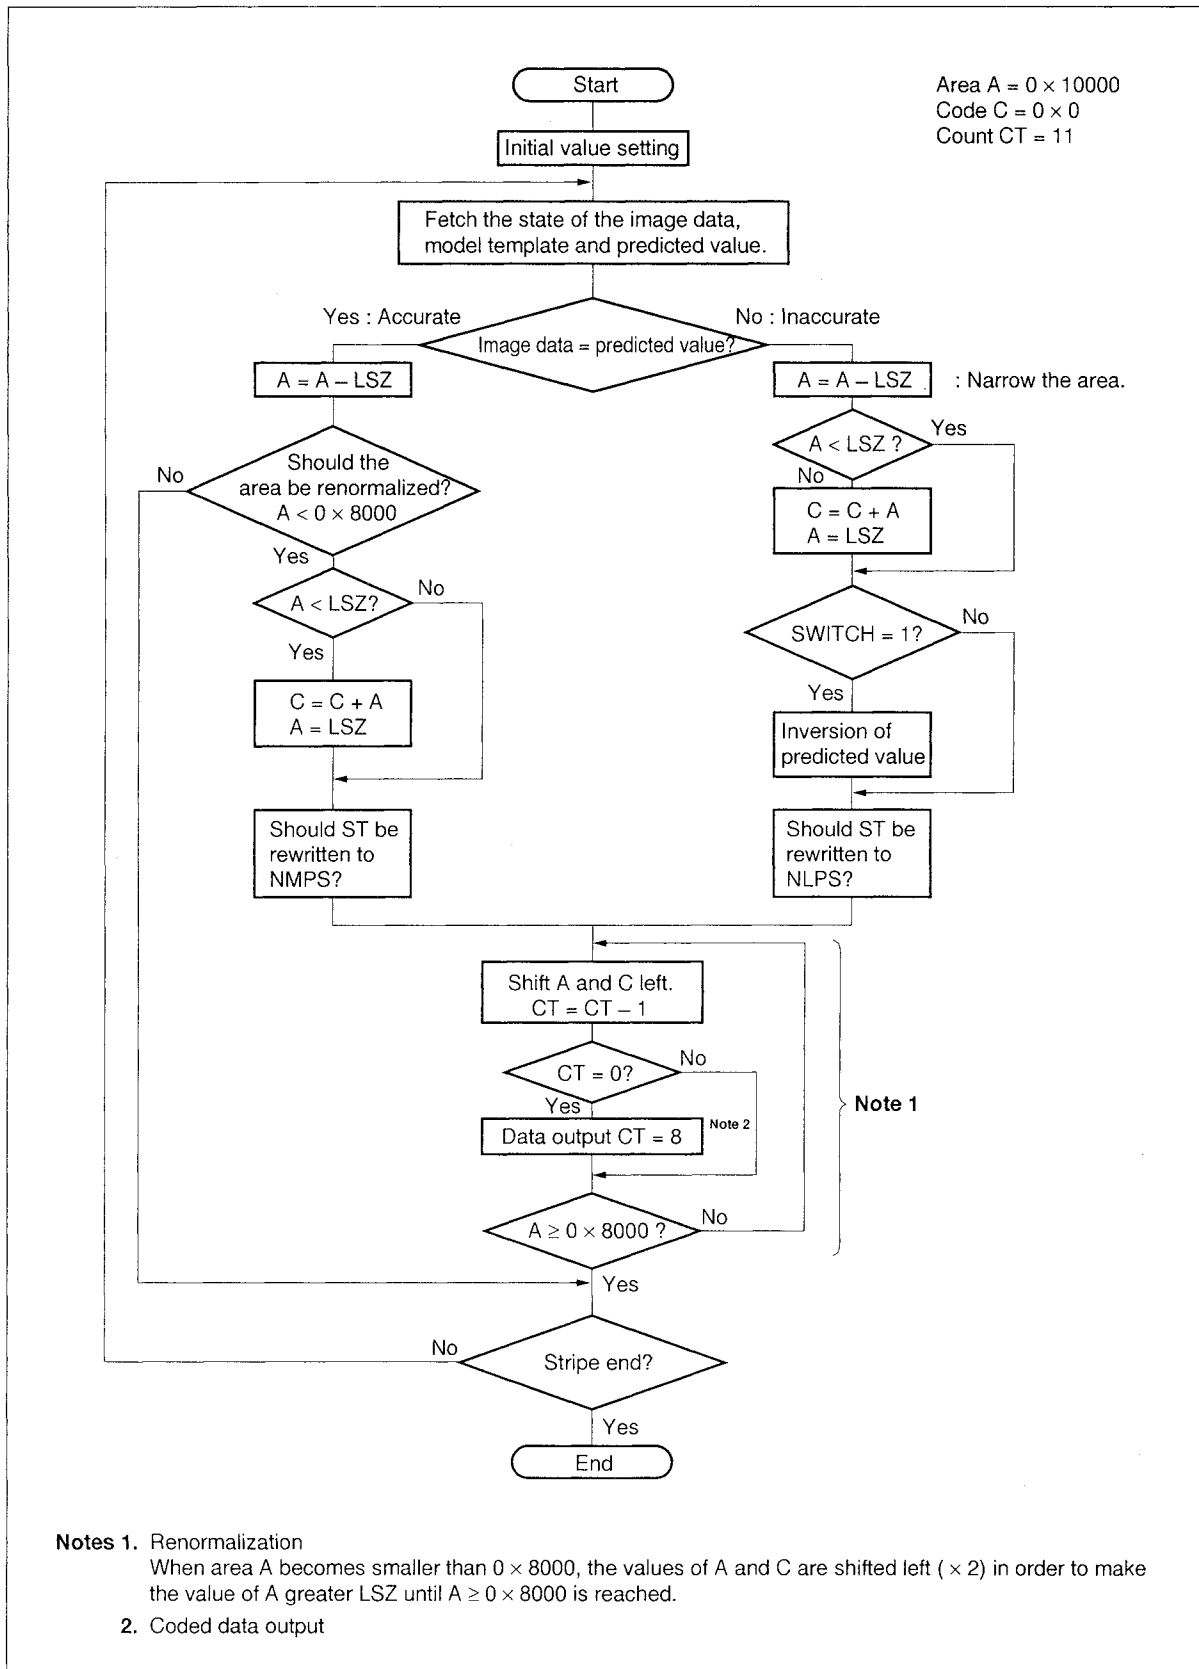 Start
Area A = 0 × 10000
Code C = 0 × 0
Count CT = 11
Initial value setting
Fetch the state of the image data,
model template and predicted value.
Yes : Accurate
No : Inaccurate
Image data = predicted value?
A = A – LSZ
A = A – LSZ
: Narrow the area.
A < LSZ ?
Yes
No
C = C + A
A = LSZ
No
Should the
area be renormalized?
A < 0 × 8000
Yes
A < LSZ?
No
Yes
C = C + A
A = LSZ
SWITCH = 1?
No
Yes
Inversion of
predicted value
Should ST be
rewritten to
NMPS?
Should ST be
rewritten to
NLPS?
Shift A and C left.
CT = CT – 1
CT = 0?
No
Yes
Data output CT = 8
Note 2
Note 1
A ≥ 0 × 8000 ?
No
Yes
Stripe end?
No
Yes
End
Notes 1. Renormalization
When area A becomes smaller than 0 × 8000, the values of A and C are shifted left ( × 2) in order to make
the value of A greater LSZ until A ≥ 0 × 8000 is reached.
2. Coded data output